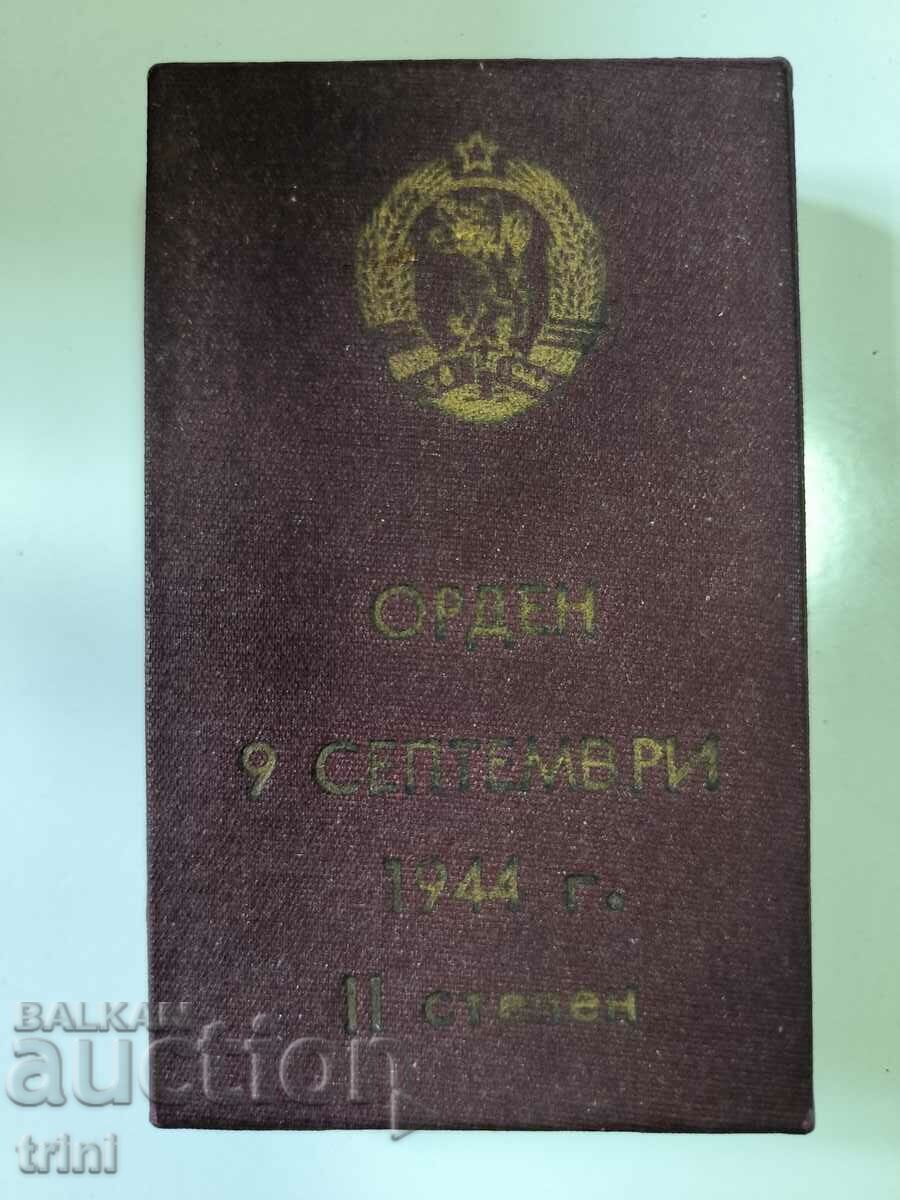 ОРДЕН
9 СЕПТЕМВРИ
1944 г.
II степен
BALKAN
auction
trini